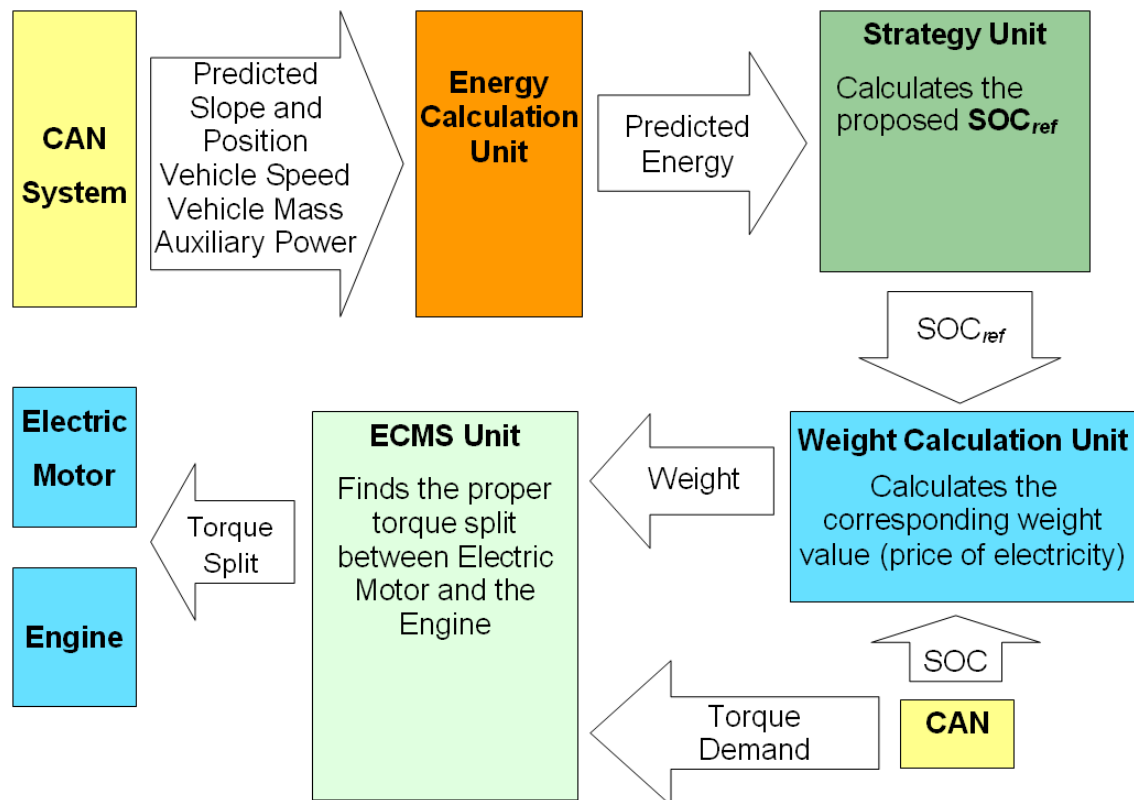 CAN
System
Predicted
Slope and
Position
Vehicle Speed
Vehicle Mass
Auxiliary Power
Energy
Calculation
Unit
Predicted
Energy
Strategy Unit
Calculates the
proposed SOCref
SOCref
Weight Calculation Unit
Calculates the
corresponding weight
value (price of electricity)
SOC
CAN
Torque
Demand
Weight
ECMS Unit
Finds the proper
torque split
between Electric
Motor and the
Engine
Torque
Split
Electric
Motor
Engine